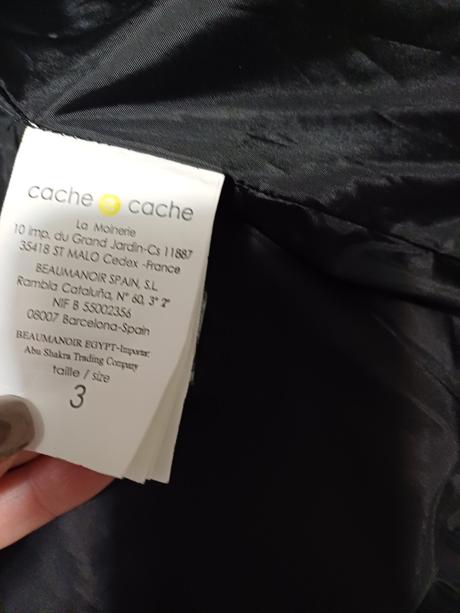 cache cache
La Moinerie
10 imp. du Grand Jardin-Cs 11887
35418 ST MALO Cedex -France
BEAUMANOIR SPAIN, S.L
Rambla Cataluña, N° 60, 3° 2ª
NIF B 55002356
08007 Barcelona-Spain
BEAUMANOIR EGYPT-Importer:
Abu Shakra Trading Company
taille / size
3